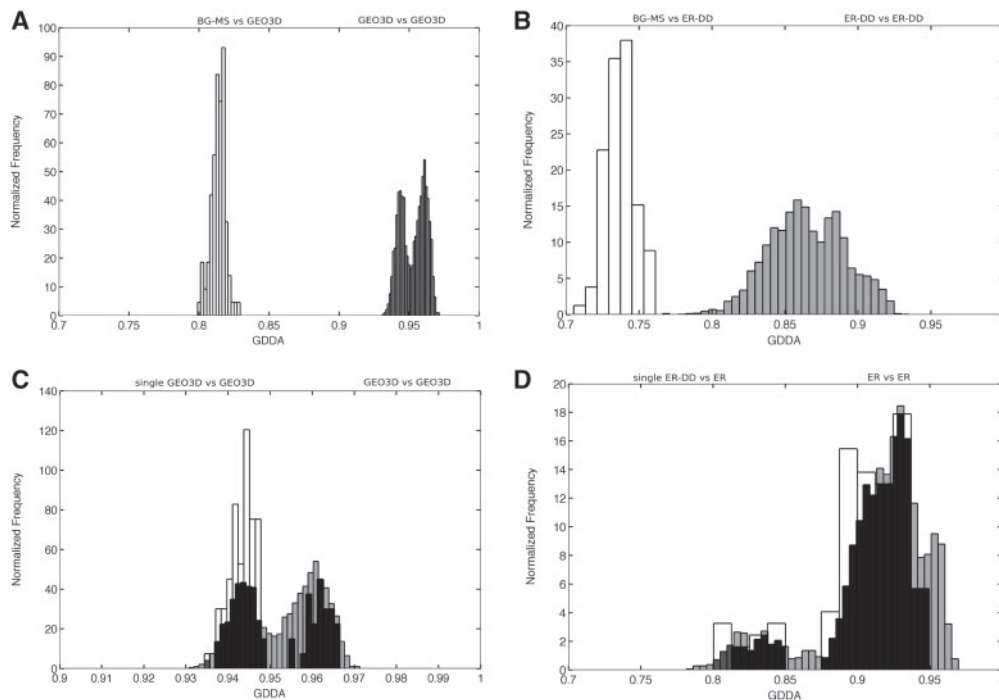 A
BG-MS vs GEO3D GEO3D vs GEO3D
Normalized Frequency
100
90
80
70
60
50
40
30
20
10
0
0.7 0.75 0.8 0.85 0.9 0.95 1
GDDA
B
BG-MS vs ER-DD ER-DD vs ER-DD
Normalized Frequency
40
35
30
25
20
15
10
5
0
0.7 0.75 0.8 0.85 0.9 0.95
GDDA
C
single GEO3D vs GEO3D GEO3D vs GEO3D
Normalized Frequency
140
120
100
80
60
40
20
0
0.9 0.91 0.92 0.93 0.94 0.95 0.96 0.97 0.98 0.99 1
GDDA
D
single ER-DD vs ER ER vs ER
Normalized Frequency
20
18
16
14
12
10
8
6
4
2
0
0.7 0.75 0.8 0.85 0.9 0.95
GDDA